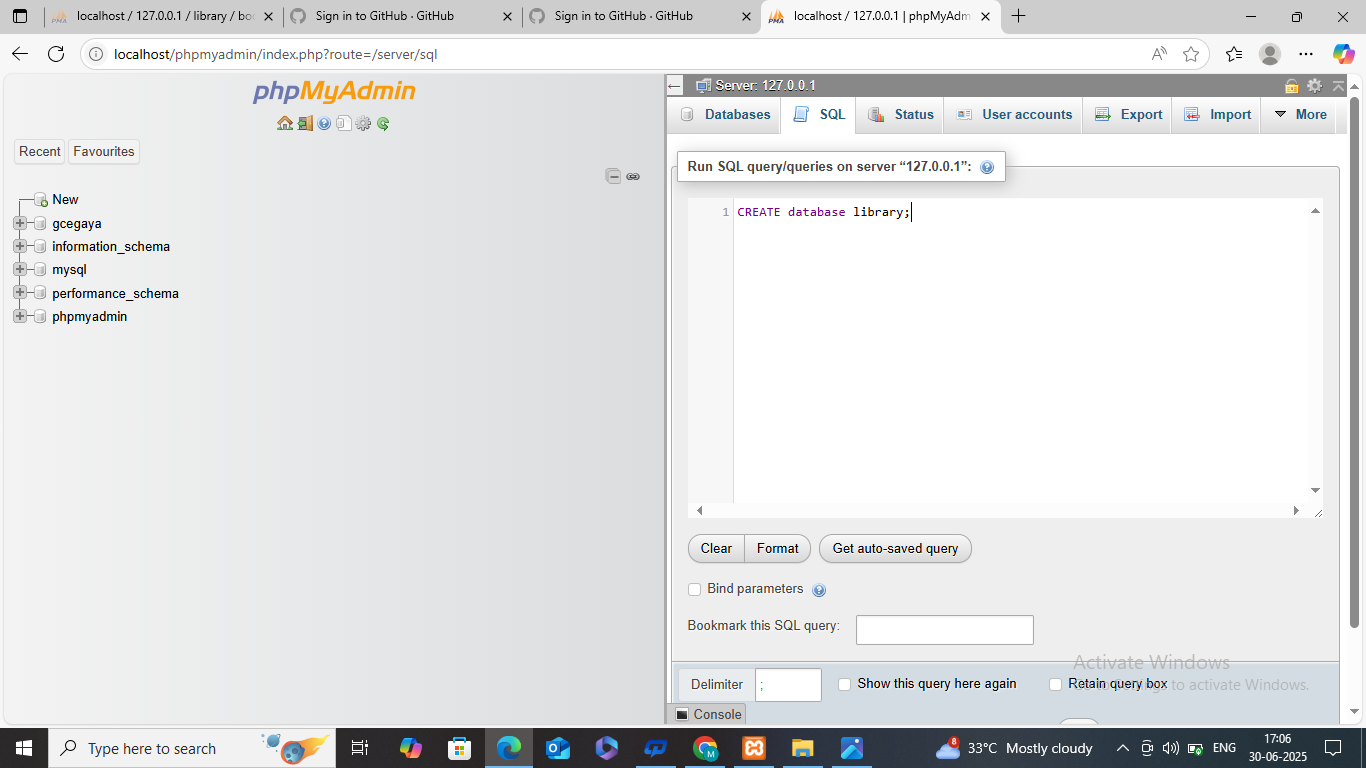 localhost / 127.0.0.1 / library / bo
Sign in to GitHub · GitHub
Sign in to GitHub · GitHub
localhost / 127.0.0.1 | phpMyAdm
localhost/phpmyadmin/index.php?route=/server/sql
phpMyAdmin
Recent
Favourites
New
gcegaya
information_schema
mysql
performance_schema
phpmyadmin
Server: 127.0.0.1
Databases
SQL
Status
User accounts
Export
Import
More
Run SQL query/queries on server “127.0.0.1”:
1 CREATE database library;
Clear
Format
Get auto-saved query
Bind parameters
Bookmark this SQL query:
Delimiter
;
Show this query here again
Retain query box
Activate Windows
Go to Settings to activate Windows.
Console
Type here to search
8
33°C Mostly cloudy
ENG
17:06
30-06-2025